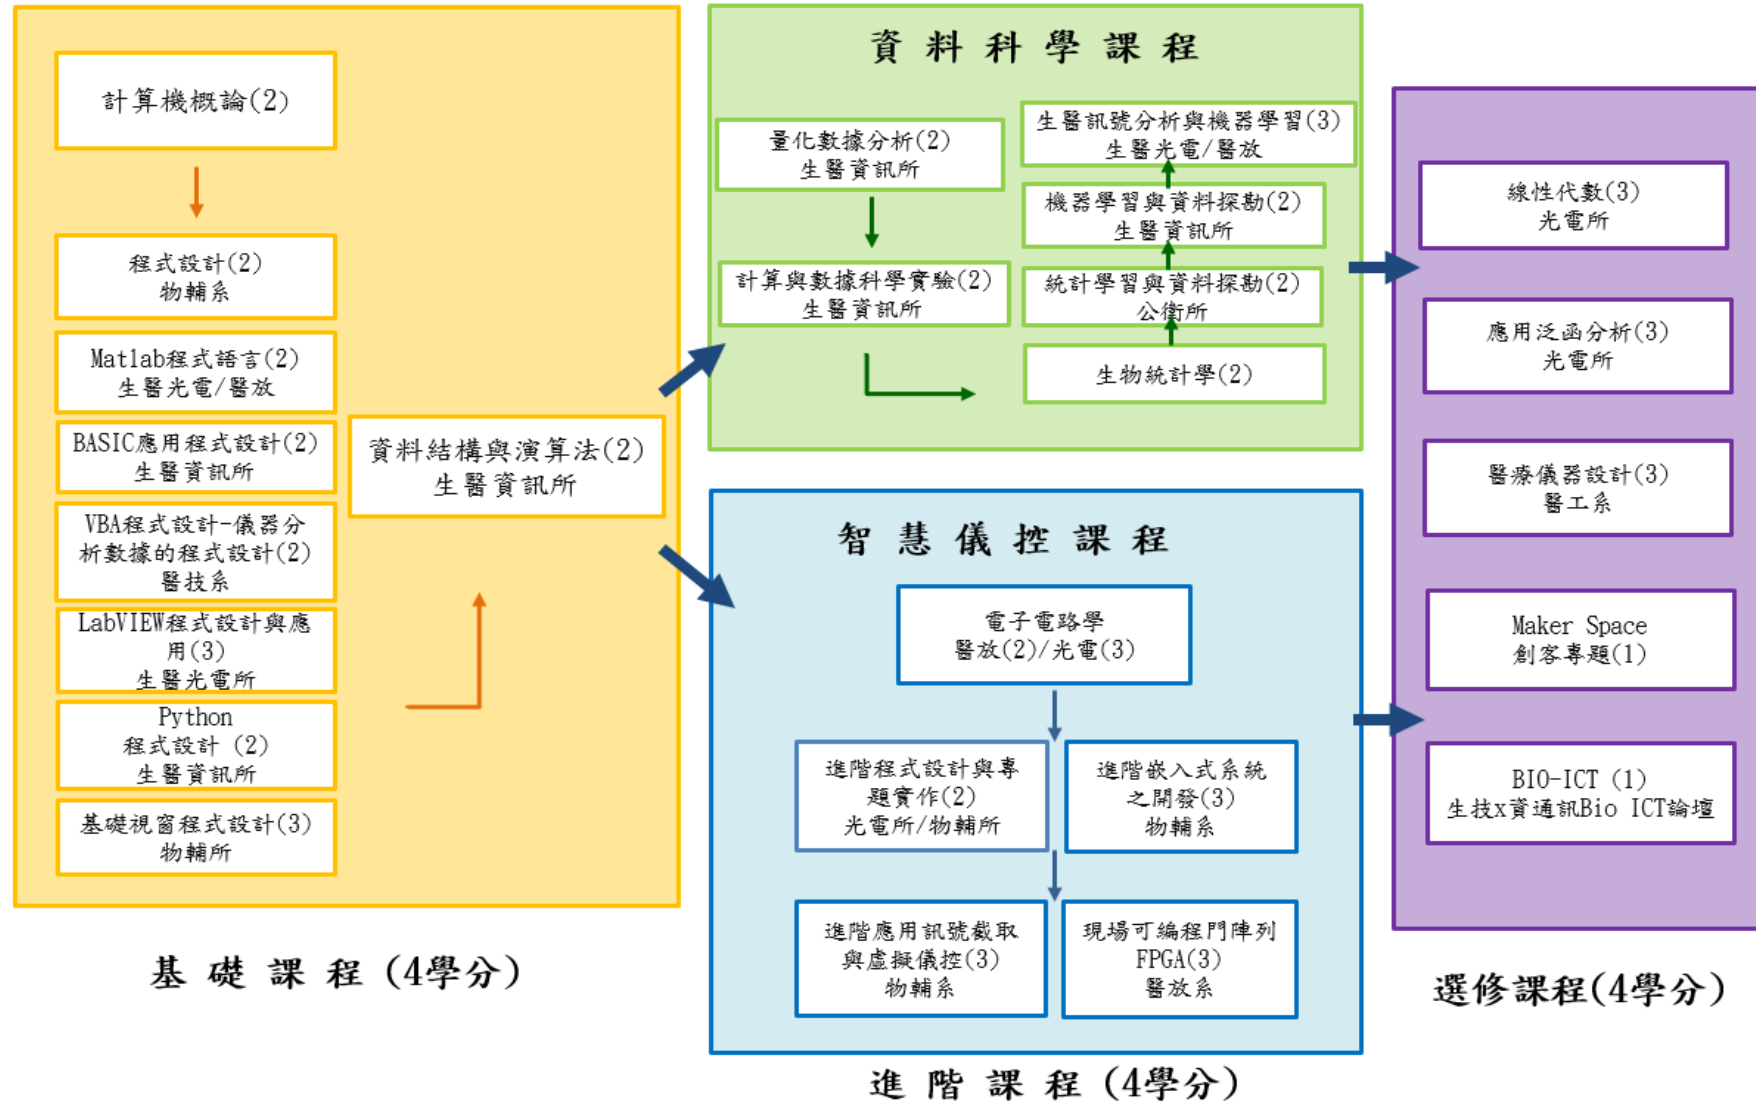 計算機概論(2)
程式設計(2)
物輔系
Matlab程式語言(2)
生醫光電/醫放
BASIC應用程式設計(2)
生醫資訊所
VBA程式設計-儀器分
析數據的程式設計(2)
醫技系
LabVIEW程式設計與應
用(3)
生醫光電所
Python
程式設計 (2)
生醫資訊所
基礎視窗程式設計(3)
物輔所
資料結構與演算法(2)
生醫資訊所
基 礎 課 程 (4學分)
資 料 科 學 課 程
量化數據分析(2)
生醫資訊所
計算與數據科學實驗(2)
生醫資訊所
生醫訊號分析與機器學習(3)
生醫光電/醫放
機器學習與資料探勘(2)
生醫資訊所
統計學習與資料探勘(2)
公衛所
生物統計學(2)
智 慧 儀 控 課 程
電子電路學
醫放(2)/光電(3)
進階程式設計與專
題實作(2)
光電所/物輔所
進階嵌入式系統
之開發(3)
物輔系
進階應用訊號截取
與虛擬儀控(3)
物輔系
現場可編程門陣列
FPGA(3)
醫放系
進 階 課 程 (4學分)
線性代數(3)
光電所
應用泛函分析(3)
光電所
醫療儀器設計(3)
醫工系
Maker Space
創客專題(1)
BIO-ICT (1)
生技x資通訊Bio ICT論壇
選修課程(4學分)